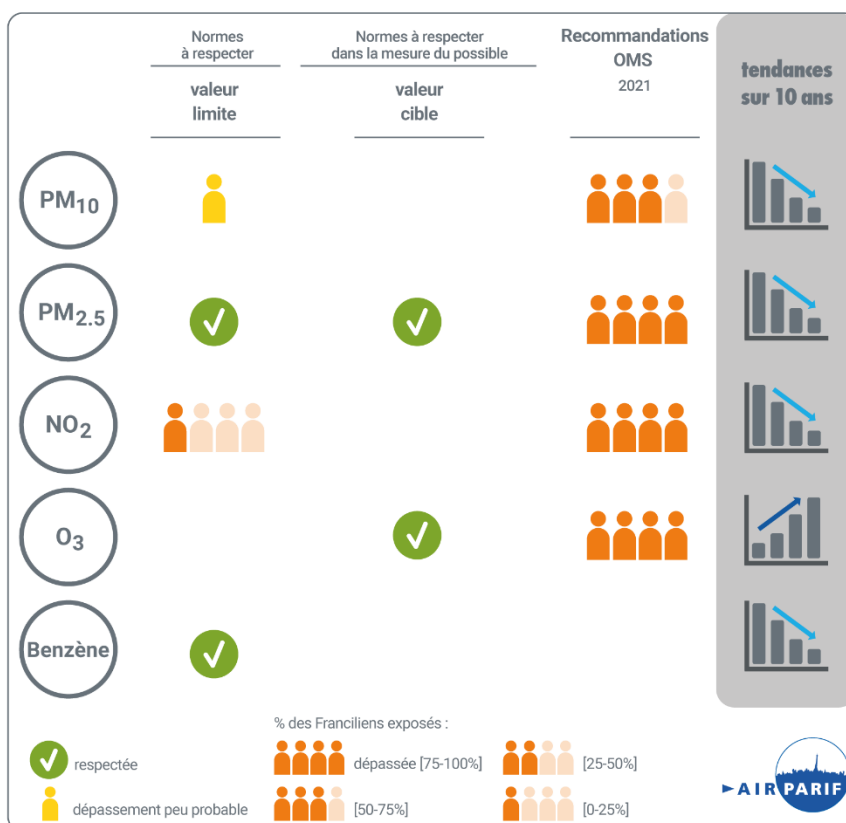 Normes
à respecter
Normes à respecter
dans la mesure du possible
Recommandations
OMS
2021
tendances
sur 10 ans
valeur
limite
valeur
cible
PM10
PM2.5
NO2
O3
Benzène
% des Franciliens exposés :
respectée
dépassée [75-100%]
[25-50%]
dépassement peu probable
[50-75%]
[0-25%]
AIRPARIF